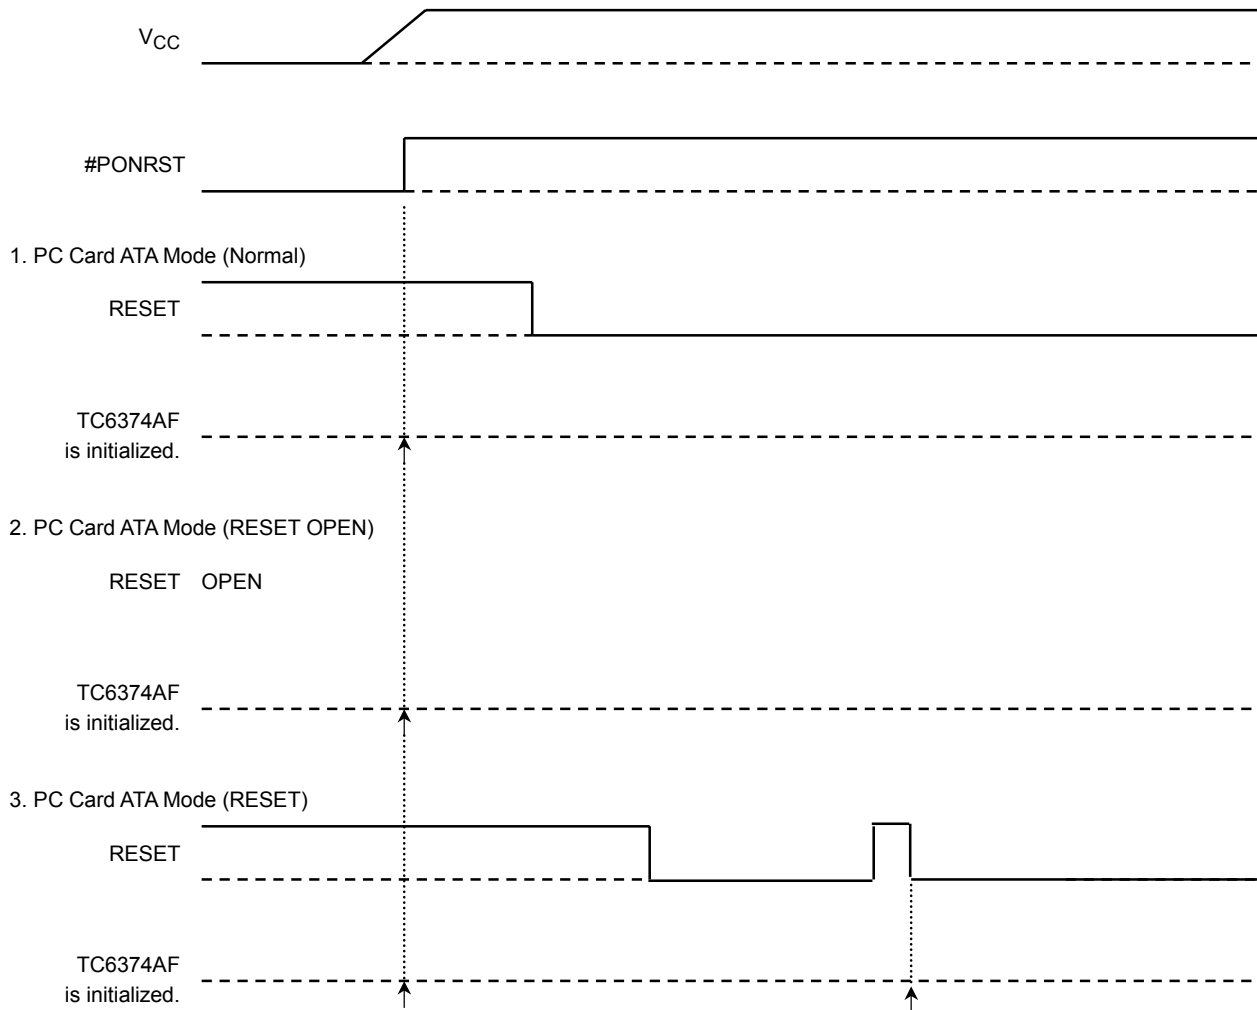 VCC
#PONRST
1. PC Card ATA Mode (Normal)
RESET
TC6374AF
is initialized.
2. PC Card ATA Mode (RESET OPEN)
RESET OPEN
TC6374AF
is initialized.
3. PC Card ATA Mode (RESET)
RESET
TC6374AF
is initialized.